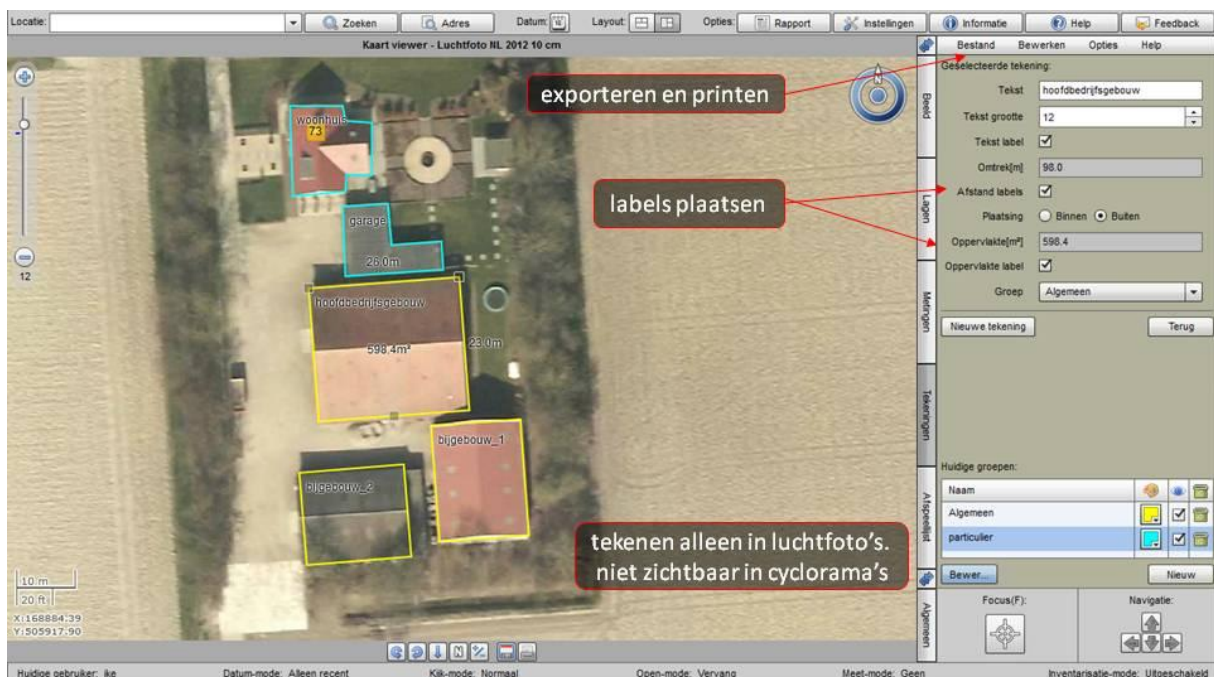 Locatie: Zoeken Adres Datum: Layout: Opties: Rapport Instellingen Informatie Help Feedback
Kaart viewer - Luchtfoto NL 2012 10 cm
Bestand Bewerken Opties Help
Geselecteerde tekening:
Tekst hoofdbedrijfsgebouw
Tekst grootte 12
Tekst label
Omtrek[m] 98.0
Afstand labels
Plaatsing Binnen Buiten
Oppervlakte[m²] 598.4
Oppervlakte label
Groep Algemeen
Nieuwe tekening Terug
Huidige groepen:
Naam
Algemeen
particulier
Bewer... Nieuw
Focus(F): Navigatie:
Beeld
Lagen
Metingen
Tekeningen
Afspeellijst
Algemeen
exporteren en printen
labels plaatsen
tekenen alleen in luchtfoto's.
niet zichtbaar in cyclorama's
N
12
woonhuis
73
garage
26.0m
hoofdbedrijfsgebouw
598.4m²
23.0m
bijgebouw_1
bijgebouw_2
10 m
20 ft
X:168884.39
Y:505917.90
N
Huidige gebruiker: ike Datum-mode: Alleen recent Kijk-mode: Normaal Open-mode: Vervang Meet-mode: Geen Inventarisatie-mode: Uitgeschakeld